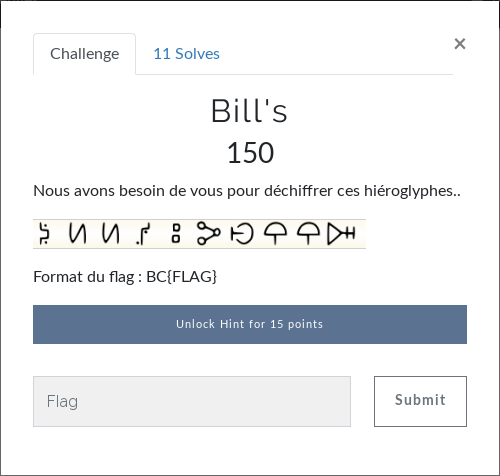 Challenge
11 Solves
×
Bill's
150
Nous avons besoin de vous pour déchiffrer ces hiéroglyphes..
Format du flag : BC{FLAG}
Unlock Hint for 15 points
Flag
Submit